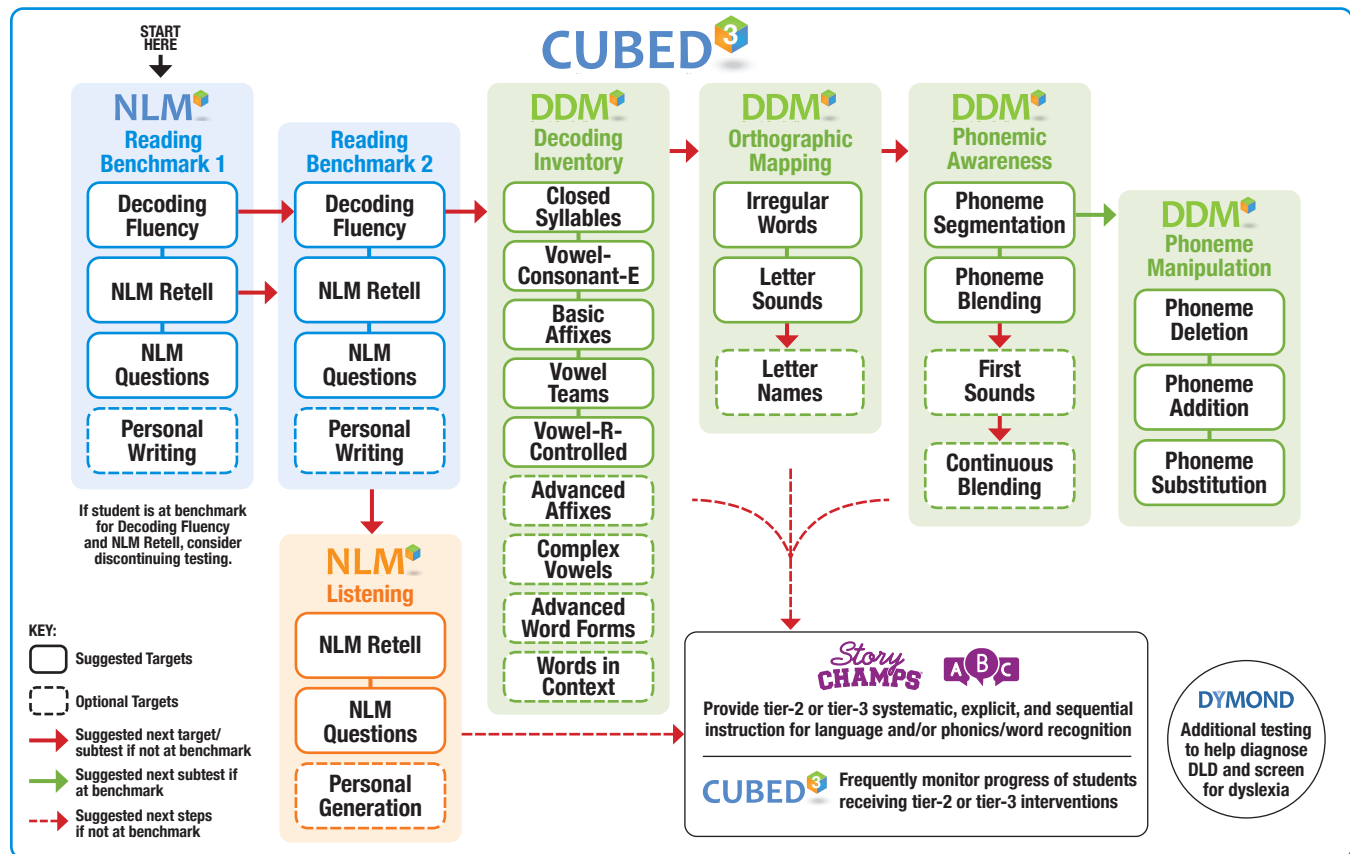 START
HERE
CUBED3
NLM
Reading
Benchmark 1
Decoding
Fluency
NLM Retell
NLM
Questions
Personal
Writing
If student is at benchmark
for Decoding Fluency
and NLM Retell, consider
discontinuing testing.
Reading
Benchmark 2
Decoding
Fluency
NLM Retell
NLM
Questions
Personal
Writing
NLM
Listening
NLM Retell
NLM
Questions
Personal
Generation
DDM
Decoding
Inventory
Closed
Syllables
Vowel-
Consonant-E
Basic
Affixes
Vowel
Teams
Vowel-R-
Controlled
Advanced
Affixes
Complex
Vowels
Advanced
Word Forms
Words in
Context
DDM
Orthographic
Mapping
Irregular
Words
Letter
Sounds
Letter
Names
DDM
Phonemic
Awareness
Phoneme
Segmentation
Phoneme
Blending
First
Sounds
Continuous
Blending
DDM
Phoneme
Manipulation
Phoneme
Deletion
Phoneme
Addition
Phoneme
Substitution
KEY:
Suggested Targets
Optional Targets
Suggested next target/
subtest if not at benchmark
Suggested next subtest if
at benchmark
Suggested next steps
if not at benchmark
Story
CHAMPS®
A B C
Provide tier-2 or tier-3 systematic, explicit, and sequential
instruction for language and/or phonics/word recognition
CUBED3
Frequently monitor progress of students
receiving tier-2 or tier-3 interventions
DYMOND
Additional testing
to help diagnose
DLD and screen
for dyslexia